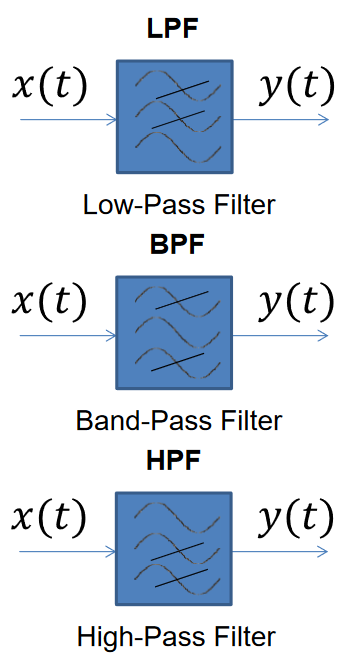 LPF
x(t) y(t)
Low-Pass Filter
BPF
x(t) y(t)
Band-Pass Filter
HPF
x(t) y(t)
High-Pass Filter